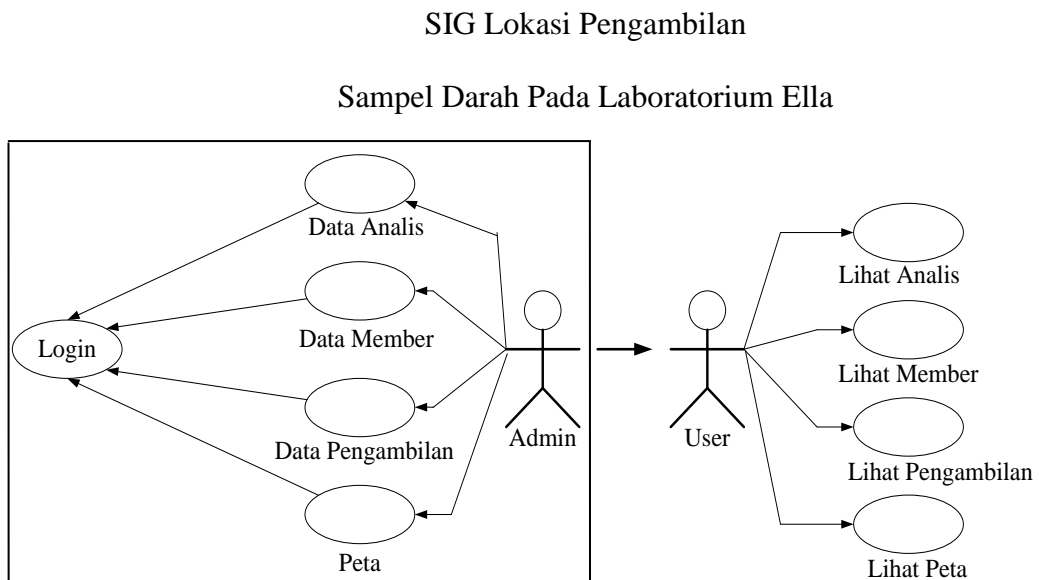 SIG Lokasi Pengambilan
Sampel Darah Pada Laboratorium Ella
Data Analis
Data Member
Login
Data Pengambilan
Peta
Admin
User
Lihat Analis
Lihat Member
Lihat Pengambilan
Lihat Peta